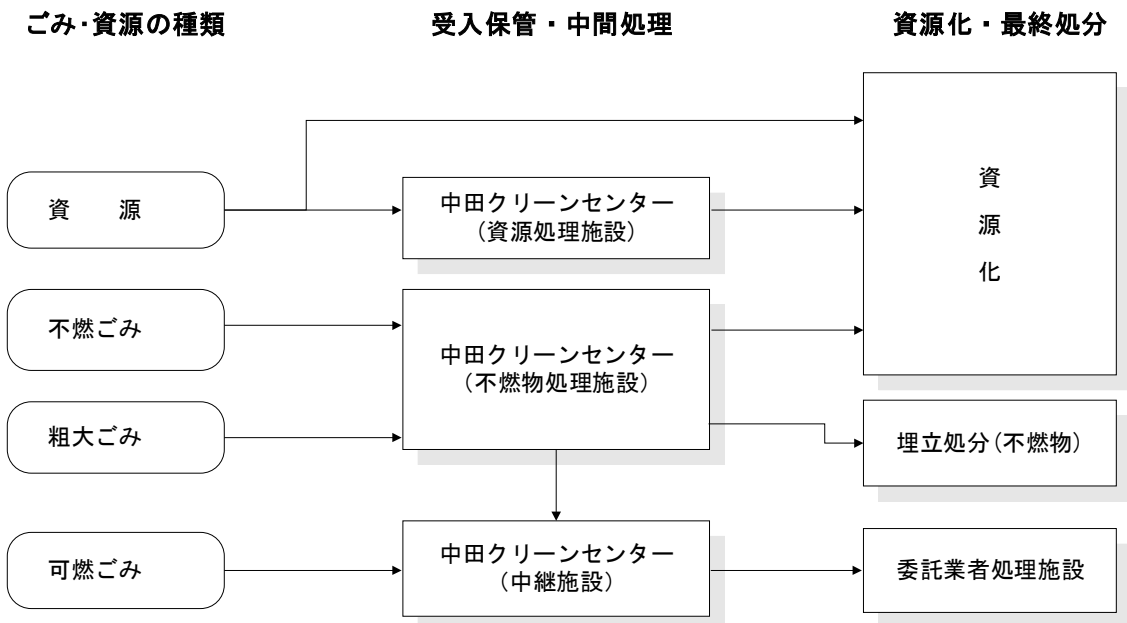 ごみ・資源の種類
受入保管・中間処理
資源化・最終処分
資　源
中田クリーンセンター
（資源処理施設）
資
源
化
不燃ごみ
中田クリーンセンター
（不燃物処理施設）
粗大ごみ
埋立処分（不燃物）
可燃ごみ
中田クリーンセンター
（中継施設）
委託業者処理施設